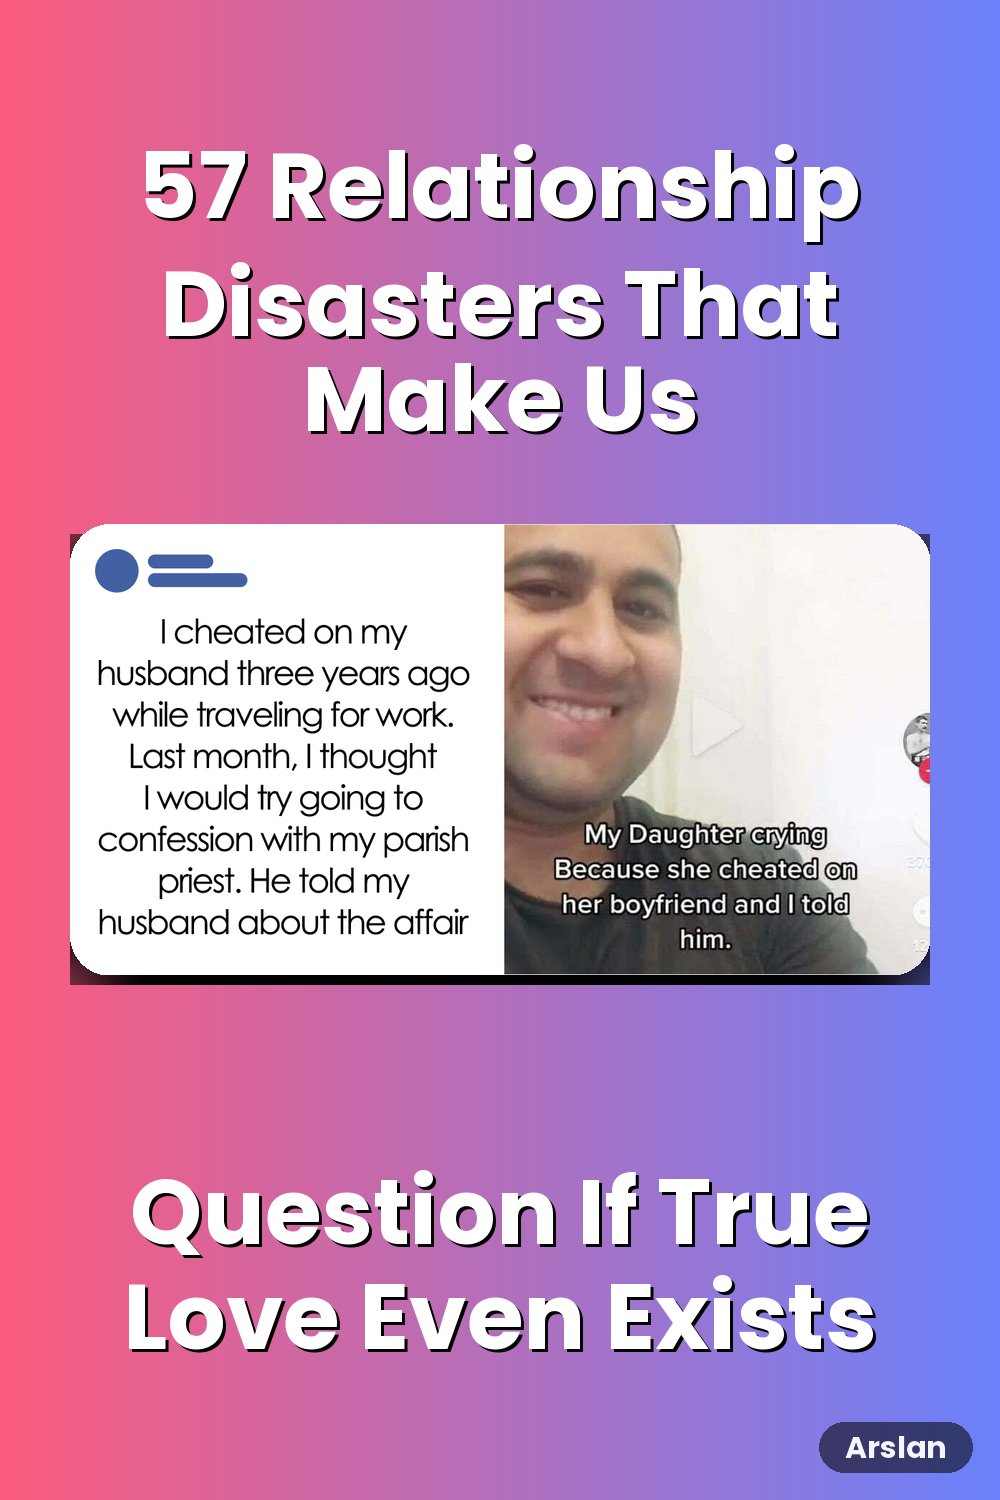 57 Relationship
Disasters That
Make Us
I cheated on my
husband three years ago
while traveling for work.
Last month, I thought
I would try going to
confession with my parish
priest. He told my
husband about the affair
My Daughter crying
Because she cheated on
her boyfriend and I told
him.
Question If True
Love Even Exists
Arslan